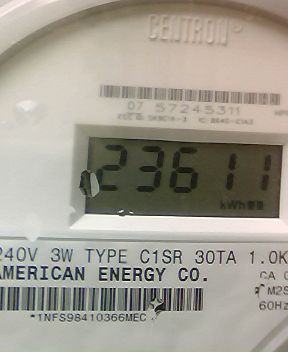 CENTRON
07 57245311
23611
kWh
240V 3W TYPE C1SR 30TA 1.0K
AMERICAN ENERGY CO.
CA 0
M2S
60Hz
*1NFS98410366MEC